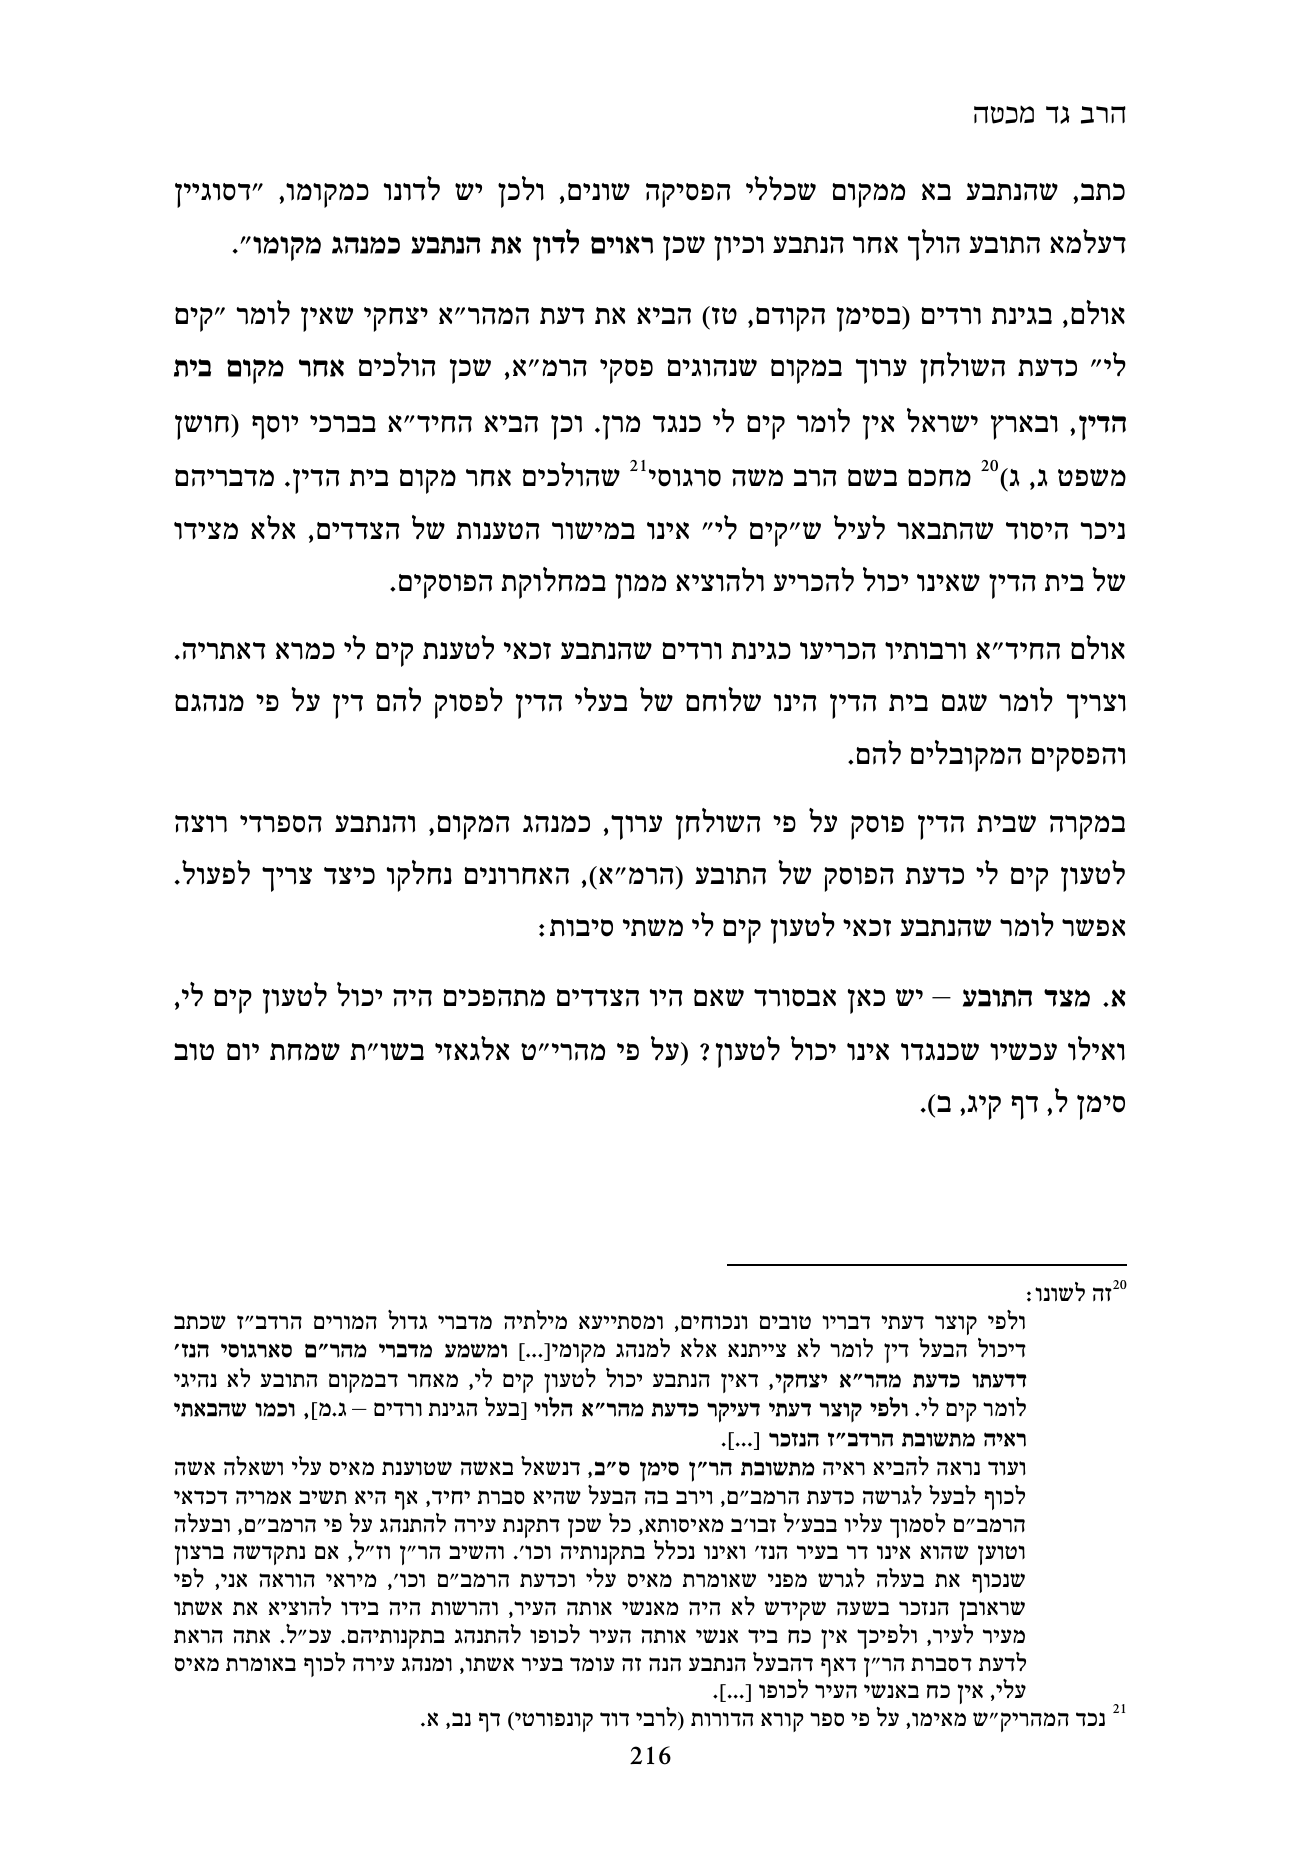 הרב גד מכטה
כתב, שהנתבע בא ממקום שכללי הפסיקה שונים, ולכן יש לדונו כמקומו, ״דסוגיין
דעלמא התובע הולך אחר הנתבע וכיון שכן ראוים לדון את הנתבע כמנהג מקומו״.
אולם, בגינת ורדים (בסימן הקודם, טז) הביא את דעת המהר״א יצחקי שאין לומר ״קים
לי״ כדעת השולחן ערוך במקום שנהוגים פסקי הרמ״א, שכן הולכים אחר מקום בית
הדין, ובארץ ישראל אין לומר קים לי כנגד מרן. וכן הביא החיד״א בברכי יוסף (חושן
משפט ג, ג)20 מחכם בשם הרב משה סרגוסי21 שהולכים אחר מקום בית הדין. מדבריהם
ניכר היסוד שהתבאר לעיל ש״קים לי״ אינו במישור הטענות של הצדדים, אלא מצידו
של בית הדין שאינו יכול להכריע ולהוציא ממון במחלוקת הפוסקים.
אולם החיד״א ורבותיו הכריעו כגינת ורדים שהנתבע זכאי לטענת קים לי כמרא דאתריה.
וצריך לומר שגם בית הדין הינו שלוחם של בעלי הדין לפסוק להם דין על פי מנהגם
והפסקים המקובלים להם.
במקרה שבית הדין פוסק על פי השולחן ערוך, כמנהג המקום, והנתבע הספרדי רוצה
לטעון קים לי כדעת הפוסק של התובע (הרמ״א), האחרונים נחלקו כיצד צריך לפעול.
אפשר לומר שהנתבע זכאי לטעון קים לי משתי סיבות:
א. מצד התובע – יש כאן אבסורד שאם היו הצדדים מתהפכים היה יכול לטעון קים לי,
ואילו עכשיו שכנגדו אינו יכול לטעון? (על פי מהרי״ט אלגאזי בשו״ת שמחת יום טוב
סימן ל, דף קיג, ב).
20זה לשונו:
ולפי קוצר דעתי דבריו טובים ונכוחים, ומסתייעא מילתיה מדברי גדול המורים הרדב״ז שכתב
דיכול הבעל דין לומר לא צייתנא אלא למנהג מקומי[...] ומשמע מדברי מהר״ם סארגוסי הנז׳
דדעתו כדעת מהר״א יצחקי, דאין הנתבע יכול לטעון קים לי, מאחר דבמקום התובע לא נהיגי
לומר קים לי. ולפי קוצר דעתי דעיקר כדעת מהר״א הלוי [בעל הגינת ורדים – ג.מ], וכמו שהבאתי
ראיה מתשובת הרדב״ז הנזכר [...].
ועוד נראה להביא ראיה מתשובת הר״ן סימן ס״ב, דנשאל באשה שטוענת מאיס עלי ושאלה אשה
לכוף לבעל לגרשה כדעת הרמב״ם, וירב בה הבעל שהיא סברת יחיד, אף היא תשיב אמריה דכדאי
הרמב״ם לסמוך עליו בבע׳ל זבו׳ב מאיסותא, כל שכן דתקנת עירה להתנהג על פי הרמב״ם, ובעלה
וטוען שהוא אינו דר בעיר הנז׳ ואינו נכלל בתקנותיה וכו׳. והשיב הר״ן וז״ל, אם נתקדשה ברצון
שנכוף את בעלה לגרש מפני שאומרת מאיס עלי וכדעת הרמב״ם וכו׳, מיראי הוראה אני, לפי
שראובן הנזכר בשעה שקידש לא היה מאנשי אותה העיר, והרשות היה בידו להוציא את אשתו
מעיר לעיר, ולפיכך אין כח ביד אנשי אותה העיר לכופו להתנהג בתקנותיהם. עכ״ל. אתה הראת
לדעת דסברת הר״ן דאף דהבעל הנתבע הנה זה עומד בעיר אשתו, ומנהג עירה לכוף באומרת מאיס
עלי, אין כח באנשי העיר לכופו [...].
21 נכד המהריק״ש מאימו, על פי ספר קורא הדורות (לרבי דוד קונפורטי) דף נב, א.
216